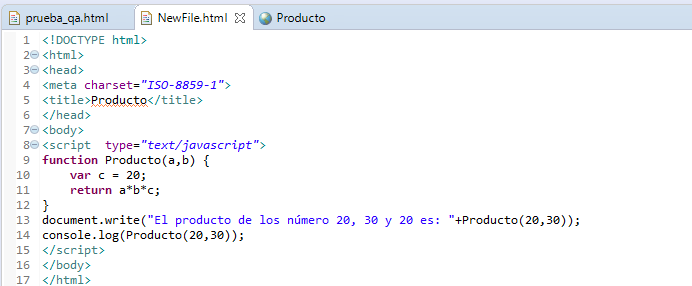 prueba_qa.html NewFile.html Producto
1 <!DOCTYPE html>
2 <html>
3 <head>
4 <meta charset="ISO-8859-1">
5 <title>Producto</title>
6 </head>
7 <body>
8 <script  type="text/javascript">
9 function Producto(a,b) {
10     var c = 20;
11     return a*b*c;
12 }
13 document.write("El producto de los número 20, 30 y 20 es: "+Producto(20,30));
14 console.log(Producto(20,30));
15 </script>
16 </body>
17 </html>